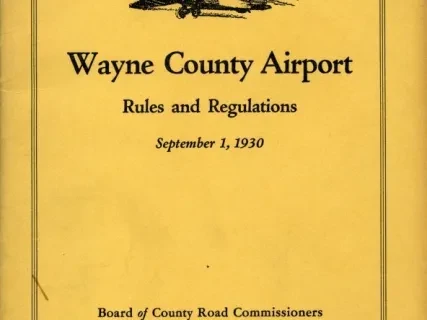 Wayne County Airport
Rules and Regulations
September 1, 1930
Board of County Road Commissioners